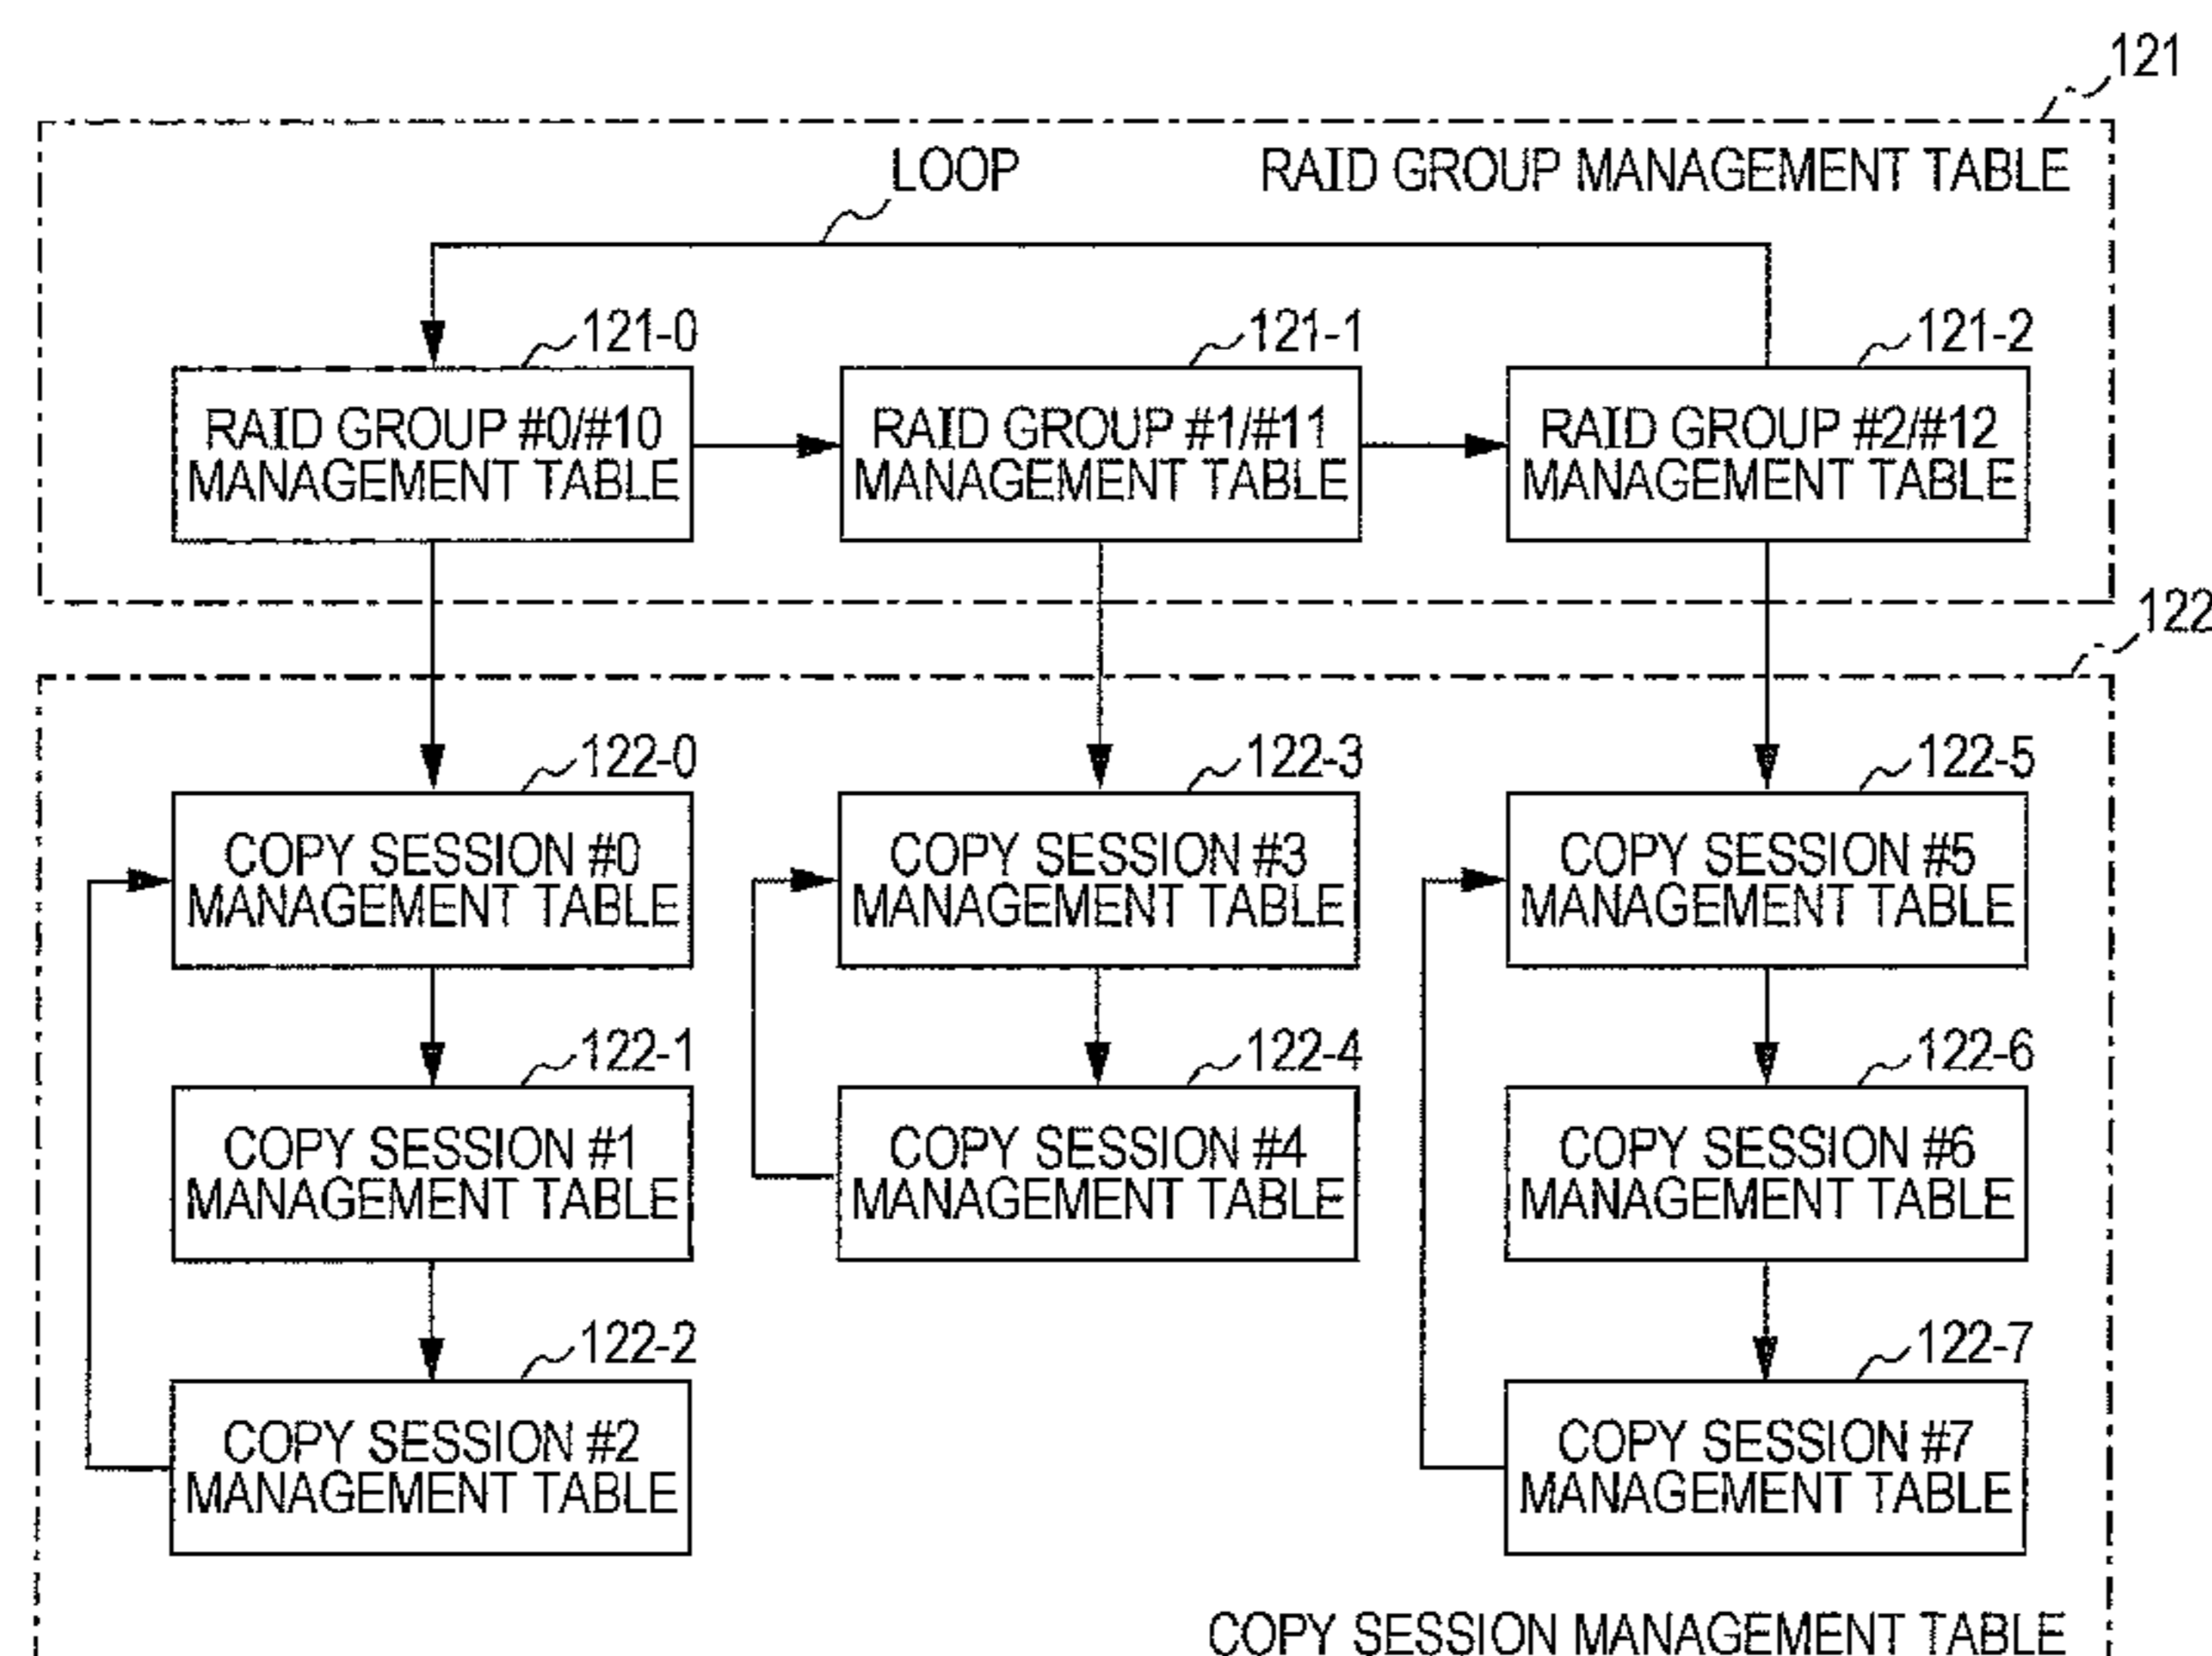 121
LOOP
RAID GROUP MANAGEMENT TABLE
121-0
121-1
121-2
RAID GROUP #0/#10
MANAGEMENT TABLE
RAID GROUP #1/#11
MANAGEMENT TABLE
RAID GROUP #2/#12
MANAGEMENT TABLE
122
122-0
122-3
122-5
COPY SESSION #0
MANAGEMENT TABLE
COPY SESSION #3
MANAGEMENT TABLE
COPY SESSION #5
MANAGEMENT TABLE
122-1
122-4
122-6
COPY SESSION #1
MANAGEMENT TABLE
COPY SESSION #4
MANAGEMENT TABLE
COPY SESSION #6
MANAGEMENT TABLE
122-2
122-7
COPY SESSION #2
MANAGEMENT TABLE
COPY SESSION #7
MANAGEMENT TABLE
COPY SESSION MANAGEMENT TABLE